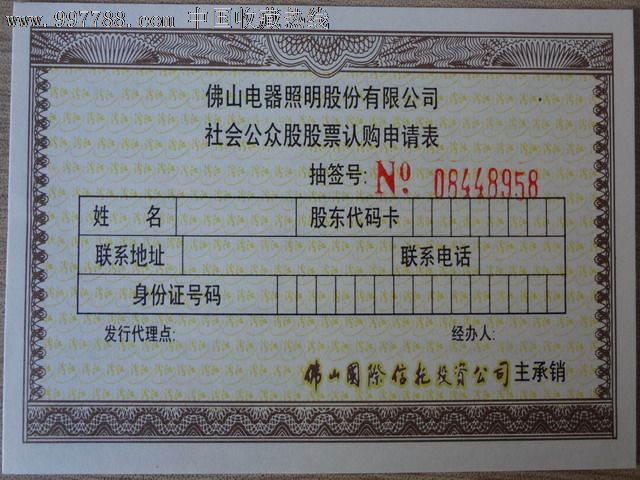 www.997788.com 中国收藏热线
佛山电器照明股份有限公司
社会公众股股票认购申请表
抽签号: Nº 08448958
姓 名 股东代码卡
联系地址 联系电话
身份证号码
发行代理点: 经办人:
佛山國際信托投资公司 主承销